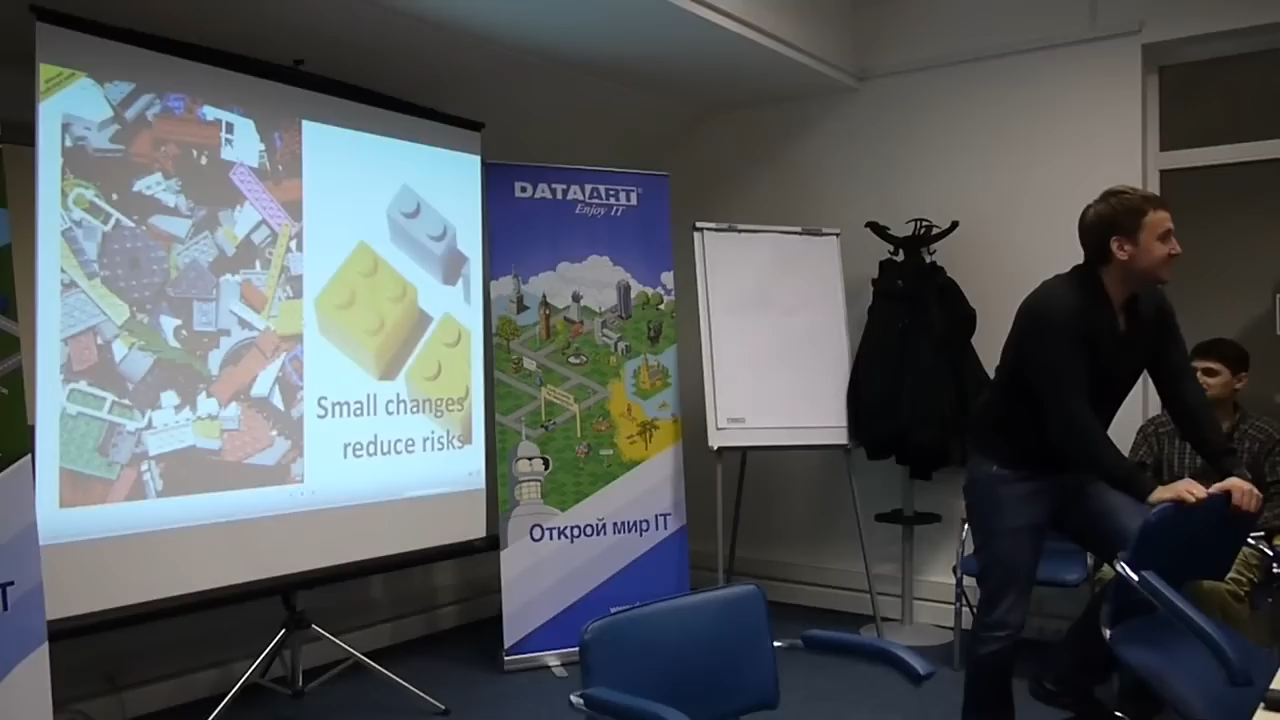 Small changes
reduce risks
DATAART
Enjoy IT
Открой мир IT